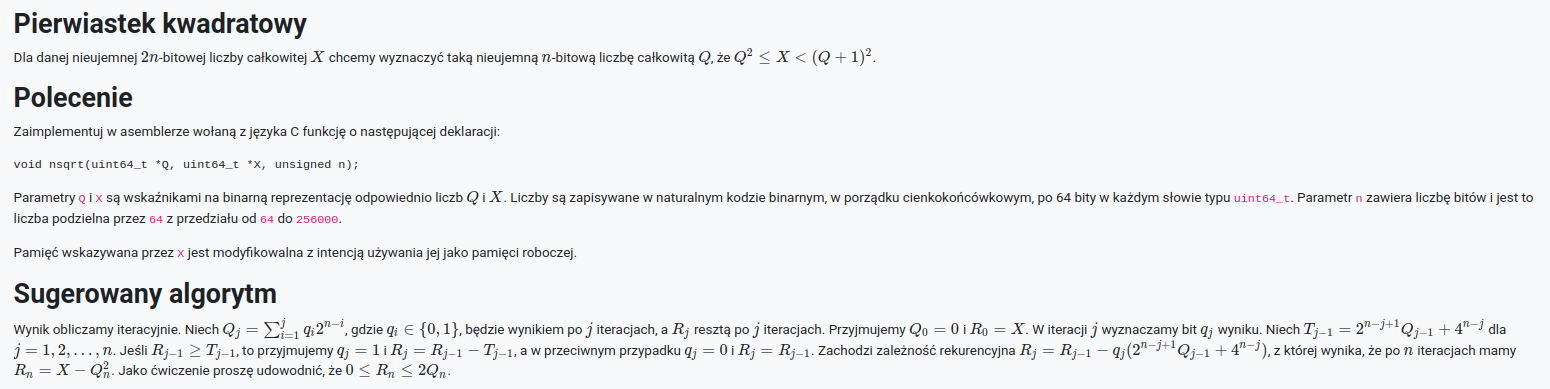 Pierwiastek kwadratowy
Dla danej nieujemnej $2n$-bitowej liczby całkowitej $X$ chcemy wyznaczyć taką nieujemną $n$-bitową liczbę całkowitą $Q$, że $Q^2 \leq X < (Q+1)^2$.
Polecenie
Zaimplementuj w asemblerze wołaną z języka C funkcję o następującej deklaracji:
void nsqrt(uint64_t *Q, uint64_t *X, unsigned n);
Parametry Q i X są wskaźnikami na binarną reprezentację odpowiednio liczb $Q$ i $X$. Liczby są zapisywane w naturalnym kodzie binarnym, w porządku cienkokońcówkowym, po 64 bity w każdym słowie typu uint64_t. Parametr n zawiera liczbę bitów i jest to
liczba podzielna przez 64 z przedziału od 64 do 256000.
Pamięć wskazywana przez X jest modyfikowalna z intencją używania jej jako pamięci roboczej.
Sugerowany algorytm
Wynik obliczamy iteracyjnie. Niech $Q_j = \sum_{i=1}^{j} q_i 2^{n-i}$, gdzie $q_i \in \{0, 1\}$, będzie wynikiem po $j$ iteracjach, a $R_j$ resztą po $j$ iteracjach. Przyjmujemy $Q_0 = 0$ i $R_0 = X$. W iteracji $j$ wyznaczamy bit $q_j$ wyniku. Niech $T_{j-1} = 2^{n-j+1}Q_{j-1} + 4^{n-j}$ dla
$j = 1, 2, \ldots, n$. Jeśli $R_{j-1} \geq T_{j-1}$, to przyjmujemy $q_j = 1$ i $R_j = R_{j-1} - T_{j-1}$, a w przeciwnym przypadku $q_j = 0$ i $R_j = R_{j-1}$. Zachodzi zależność rekurencyjna $R_j = R_{j-1} - q_j(2^{n-j+1}Q_{j-1} + 4^{n-j})$, z której wynika, że po $n$ iteracjach mamy
$R_n = X - Q_n^2$. Jako ćwiczenie proszę udowodnić, że $0 \leq R_n \leq 2Q_n$.